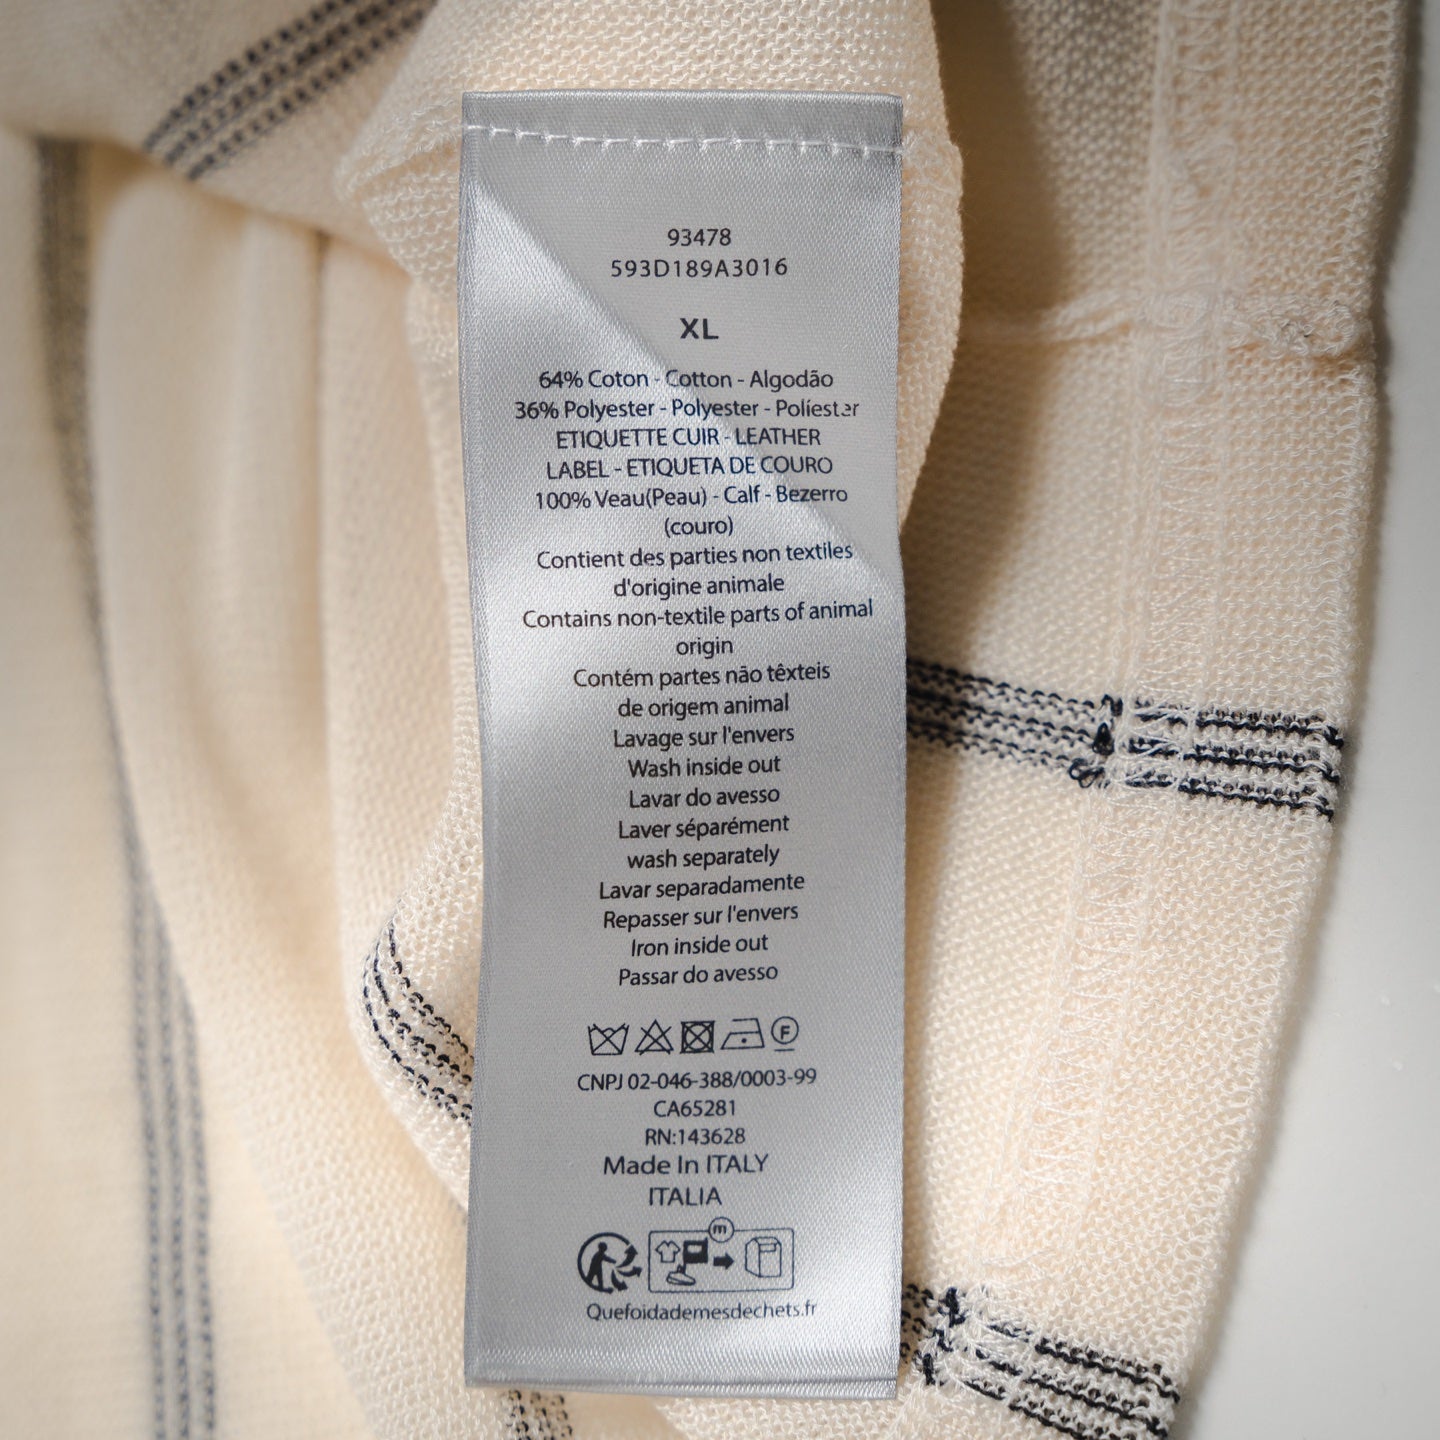 93478
593D189A3016
XL
64% Coton - Cotton - Algodão
36% Polyester - Polyester - Políester
ETIQUETTE CUIR - LEATHER
LABEL - ETIQUETA DE COURO
100% Veau(Peau) - Calf - Bezerro
(couro)
Contient des parties non textiles
d'origine animale
Contains non-textile parts of animal
origin
Contém partes não têxteis
de origem animal
Lavage sur l'envers
Wash inside out
Lavar do avesso
Laver séparément
wash separately
Lavar separadamente
Repasser sur l'envers
Iron inside out
Passar do avesso
F
CNPJ 02-046-388/0003-99
CA65281
RN:143628
Made In ITALY
ITALIA
m
Quefoidademesdechets.fr